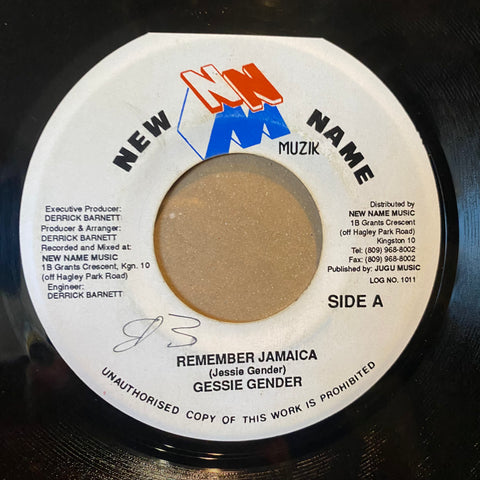 NEW NAME
NNM
MUZIK
Executive Producer:
DERRICK BARNETT
Producer & Arranger:
DERRICK BARNETT
Recorded and Mixed at:
NEW NAME MUSIC
1B Grants Crescent, Kgn. 10
(off Hagley Park Road)
Engineer:
DERRICK BARNETT
Distributed by
NEW NAME MUSIC
1B Grants Crescent
(off Hagley Park Road)
Kingston 10
Tel: (809) 968-8002
Fax: (809) 968-8002
Published by: JUGU MUSIC
LOG NO. 1011
SIDE A
REMEMBER JAMAICA
(Jessie Gender)
GESSIE GENDER
UNAUTHORISED COPY OF THIS WORK IS PROHIBITED